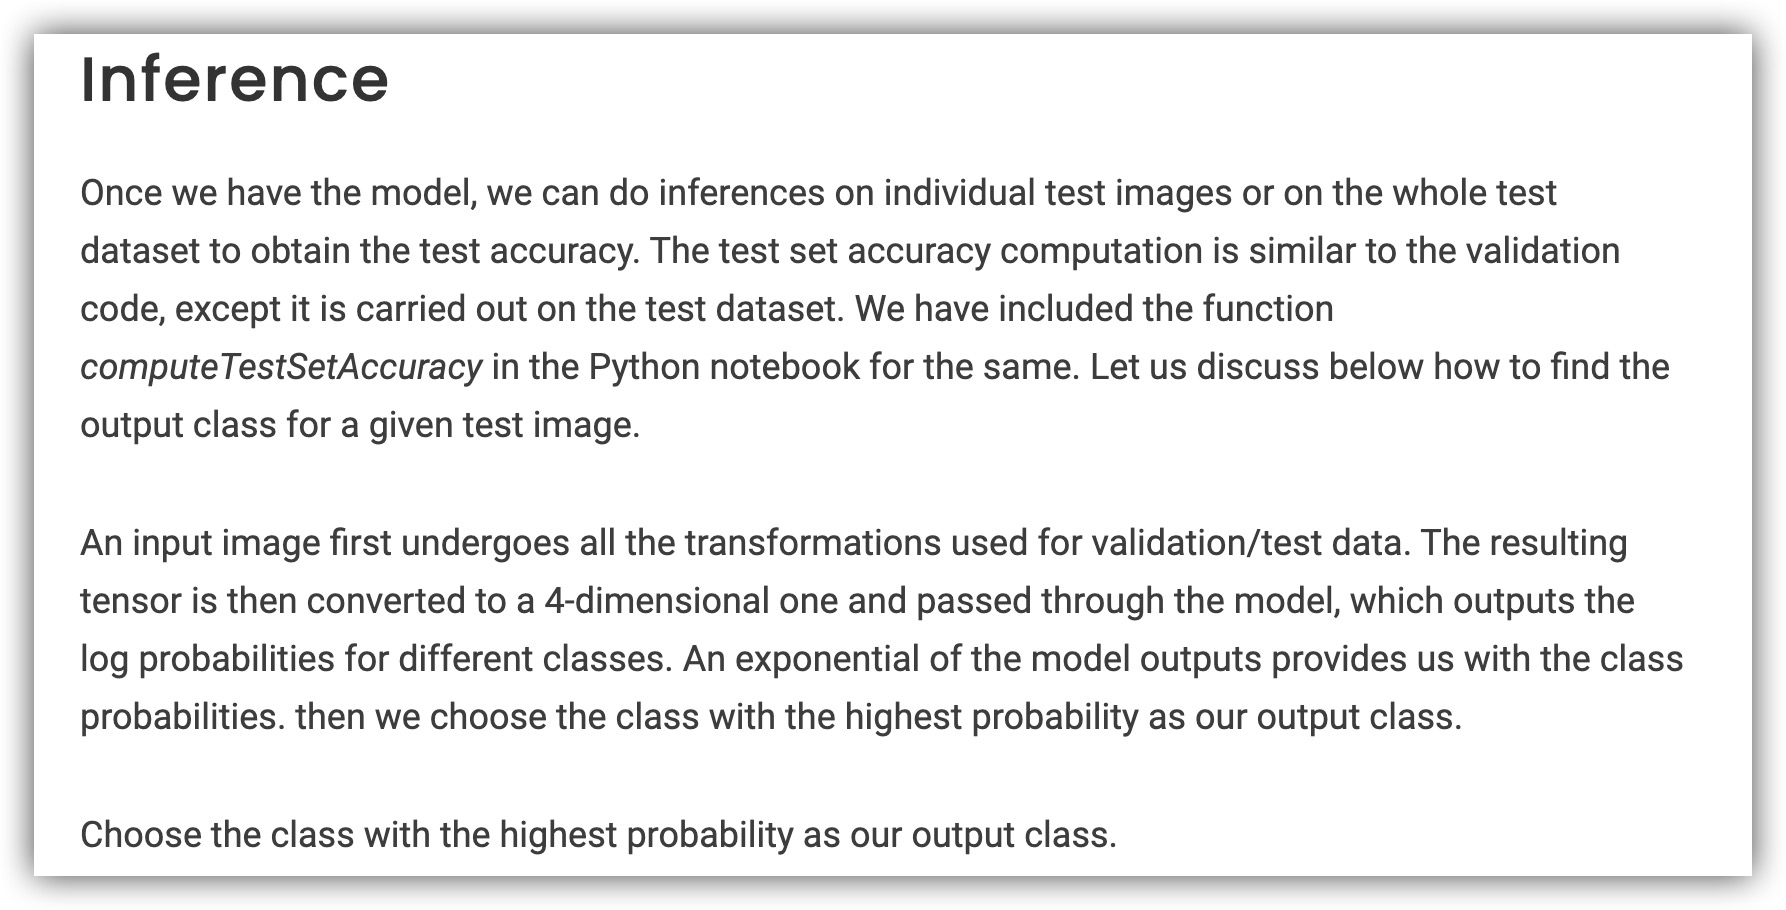 Inference
Once we have the model, we can do inferences on individual test images or on the whole test
dataset to obtain the test accuracy. The test set accuracy computation is similar to the validation
code, except it is carried out on the test dataset. We have included the function
computeTestSetAccuracy in the Python notebook for the same. Let us discuss below how to find the
output class for a given test image.
An input image first undergoes all the transformations used for validation/test data. The resulting
tensor is then converted to a 4-dimensional one and passed through the model, which outputs the
log probabilities for different classes. An exponential of the model outputs provides us with the class
probabilities. then we choose the class with the highest probability as our output class.
Choose the class with the highest probability as our output class.